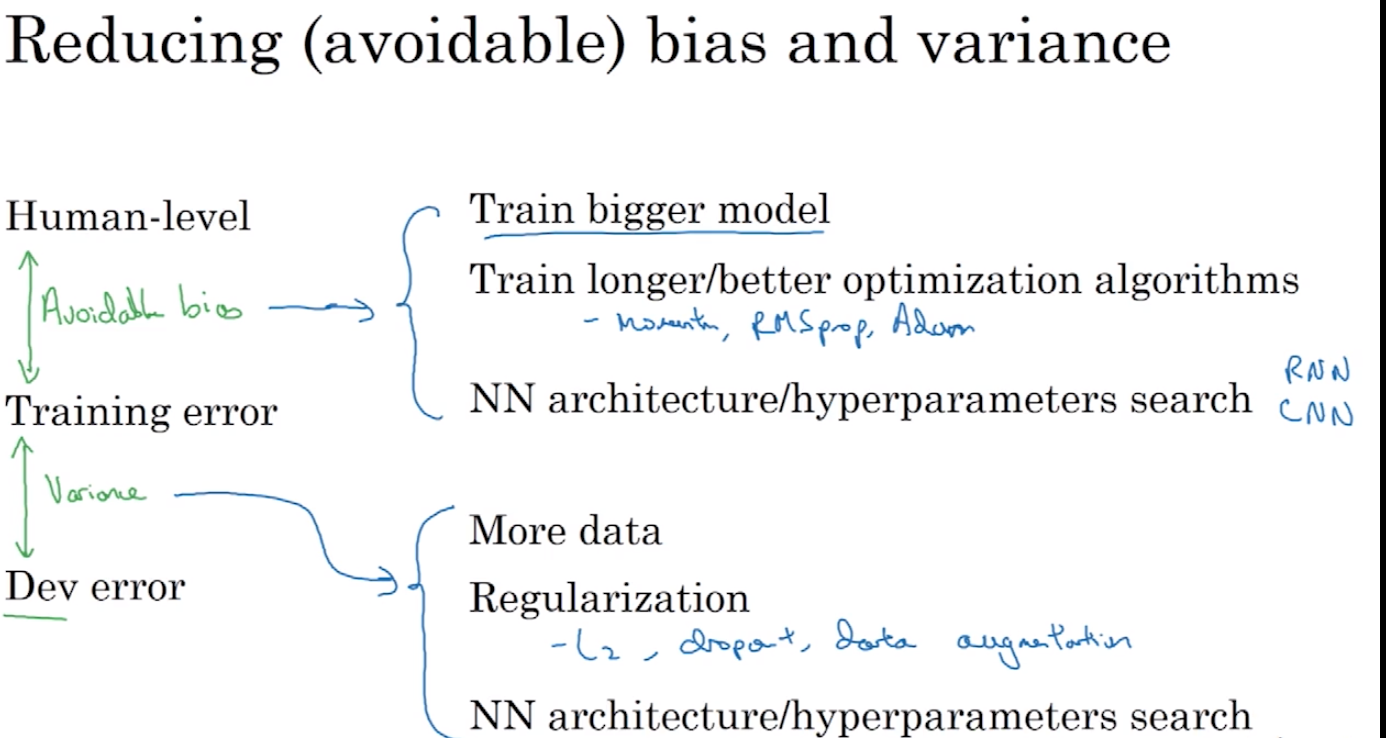 Reducing (avoidable) bias and variance
Human-level
Avoidable bias
Training error
Variance
Dev error
Train bigger model
Train longer/better optimization algorithms
- Momentum, RMSprop, Adam
NN architecture/hyperparameters search
RNN
CNN
More data
Regularization
- L2, dropout, data augmentation
NN architecture/hyperparameters search